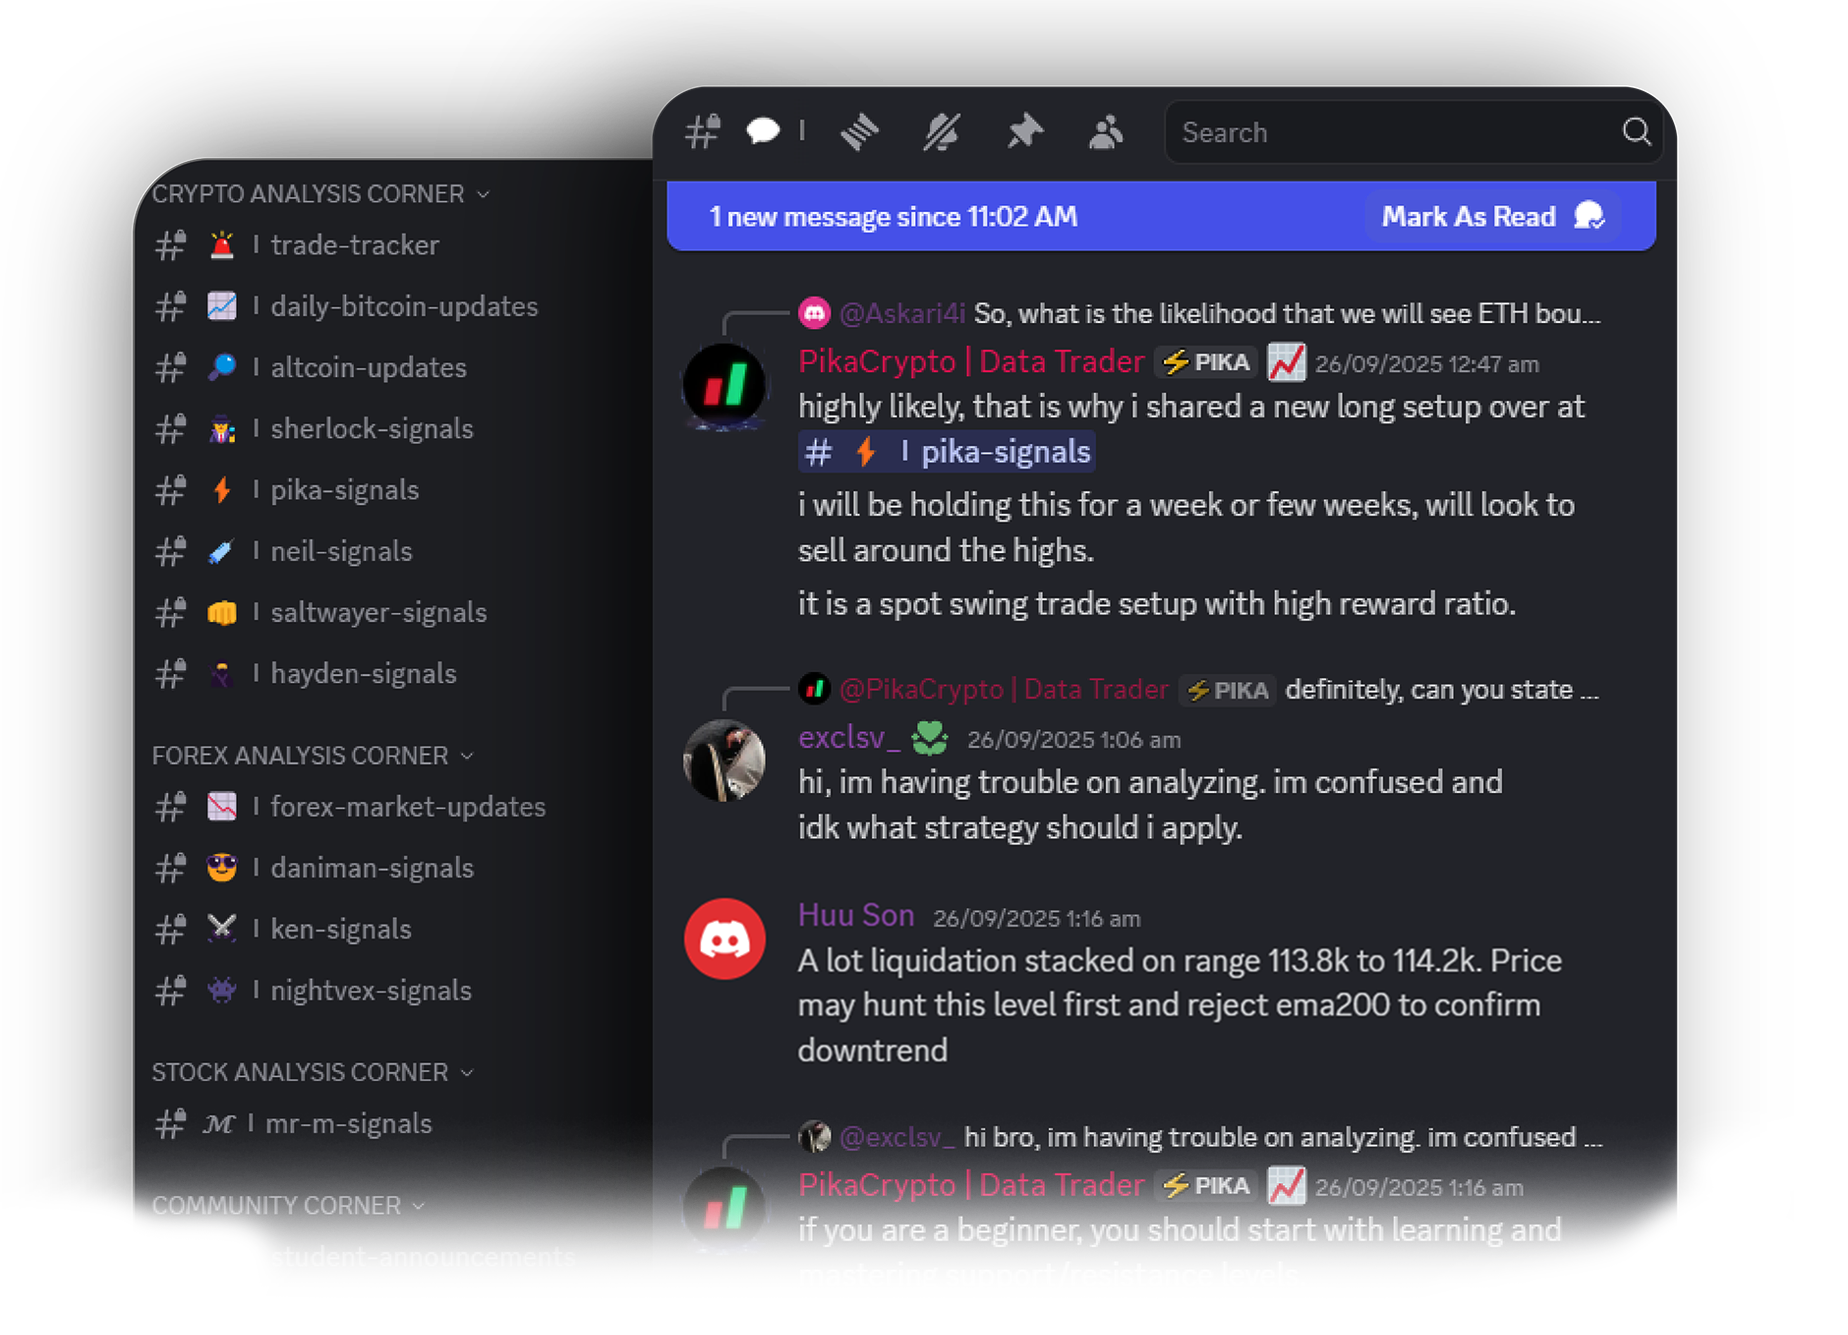 CRYPTO ANALYSIS CORNER
# | trade-tracker
# | daily-bitcoin-updates
# | altcoin-updates
# | sherlock-signals
# | pika-signals
# | neil-signals
# | saltwayer-signals
# | hayden-signals
FOREX ANALYSIS CORNER
# | forex-market-updates
# | daniman-signals
# | ken-signals
# | nightvex-signals
STOCK ANALYSIS CORNER
# ℳ | mr-m-signals
COMMUNITY CORNER
student-announcements
# | Search
1 new message since 11:02 AM Mark As Read
@Askari4i So, what is the likelihood that we will see ETH bou...
PikaCrypto | Data Trader ⚡PIKA 📈 26/09/2025 12:47 am
highly likely, that is why i shared a new long setup over at
# ⚡ | pika-signals
i will be holding this for a week or few weeks, will look to
sell around the highs.
it is a spot swing trade setup with high reward ratio.
@PikaCrypto | Data Trader ⚡PIKA definitely, can you state ...
exclsv_ 26/09/2025 1:06 am
hi, im having trouble on analyzing. im confused and
idk what strategy should i apply.
Huu Son 26/09/2025 1:16 am
A lot liquidation stacked on range 113.8k to 114.2k. Price
may hunt this level first and reject ema200 to confirm
downtrend
@exclsv_ hi bro, im having trouble on analyzing. im confused ...
PikaCrypto | Data Trader ⚡PIKA 📈 26/09/2025 1:16 am
if you are a beginner, you should start with learning and
mastering support/resistance levels